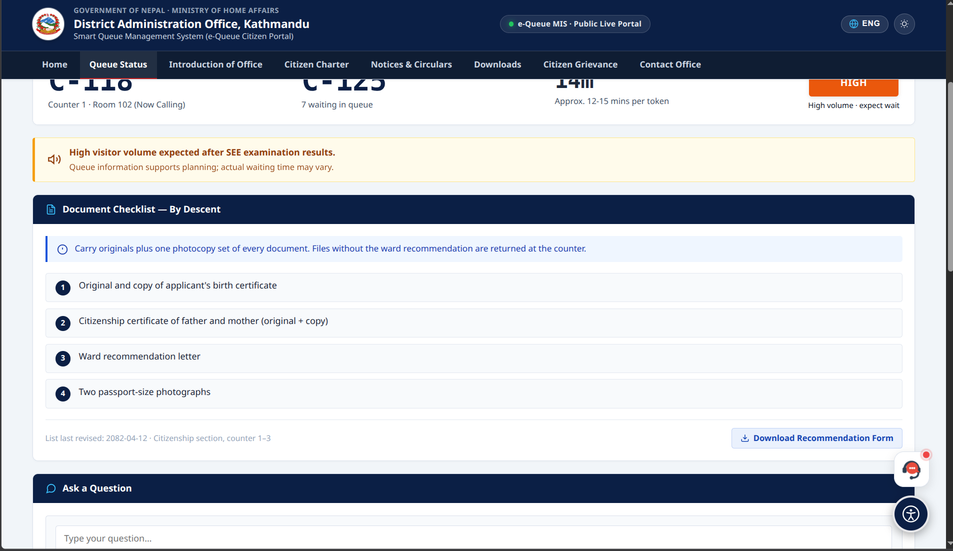 GOVERNMENT OF NEPAL · MINISTRY OF HOME AFFAIRS
District Administration Office, Kathmandu
Smart Queue Management System (e-Queue Citizen Portal)
e-Queue MIS · Public Live Portal
ENG
Home
Queue Status
Introduction of Office
Citizen Charter
Notices & Circulars
Downloads
Citizen Grievance
Contact Office
C-118
Counter 1 · Room 102 (Now Calling)
C-125
7 waiting in queue
14m
Approx. 12-15 mins per token
HIGH
High volume · expect wait
High visitor volume expected after SEE examination results.
Queue information supports planning; actual waiting time may vary.
Document Checklist — By Descent
Carry originals plus one photocopy set of every document. Files without the ward recommendation are returned at the counter.
1 Original and copy of applicant's birth certificate
2 Citizenship certificate of father and mother (original + copy)
3 Ward recommendation letter
4 Two passport-size photographs
List last revised: 2082-04-12 · Citizenship section, counter 1–3
Download Recommendation Form
Ask a Question
Type your question...